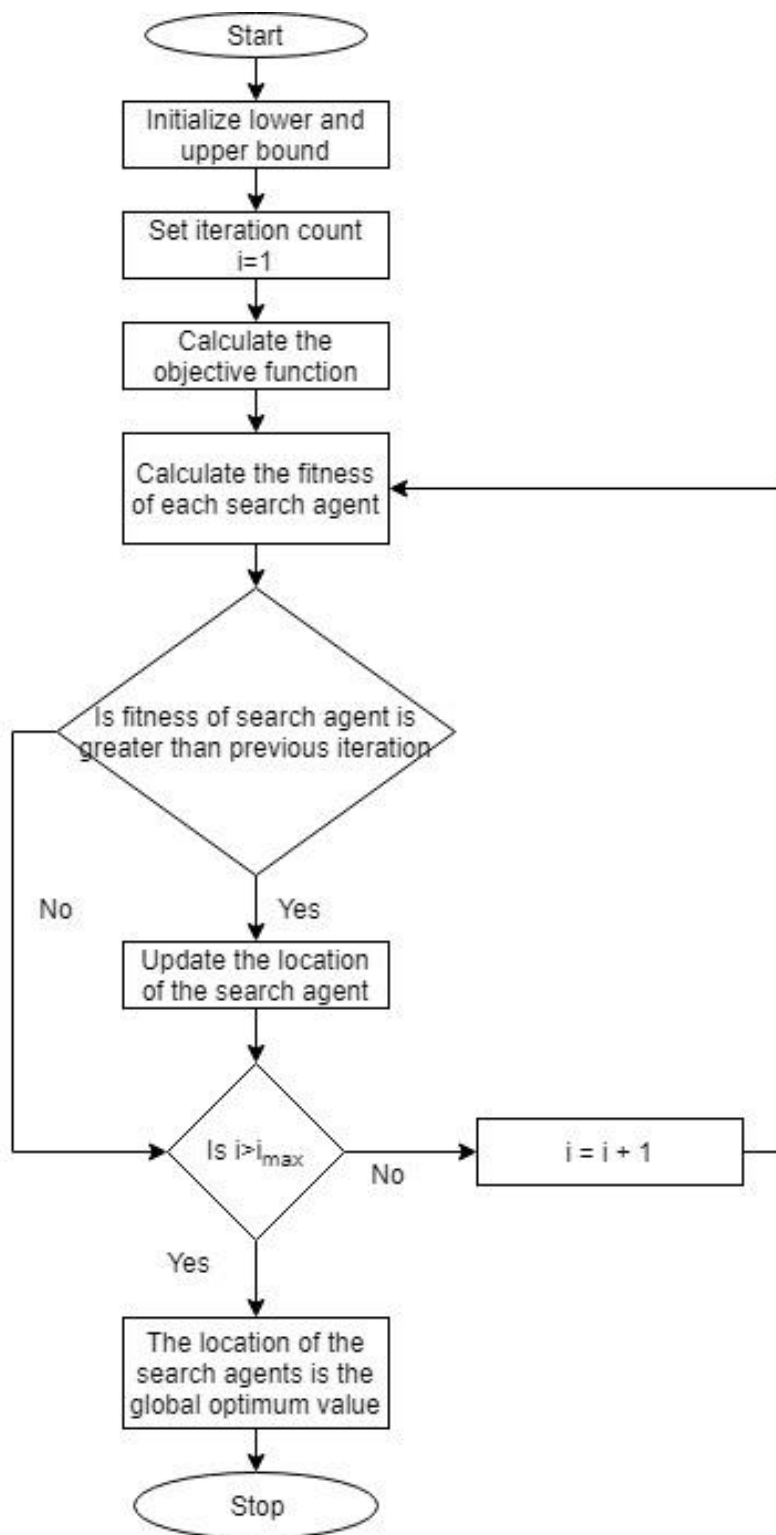 Start
Initialize lower and
upper bound
Set iteration count
i=1
Calculate the
objective function
Calculate the fitness
of each search agent
Is fitness of search agent is
greater than previous iteration
No
Yes
Update the location
of the search agent
Is i>imax
No
i = i + 1
Yes
The location of the
search agents is the
global optimum value
Stop